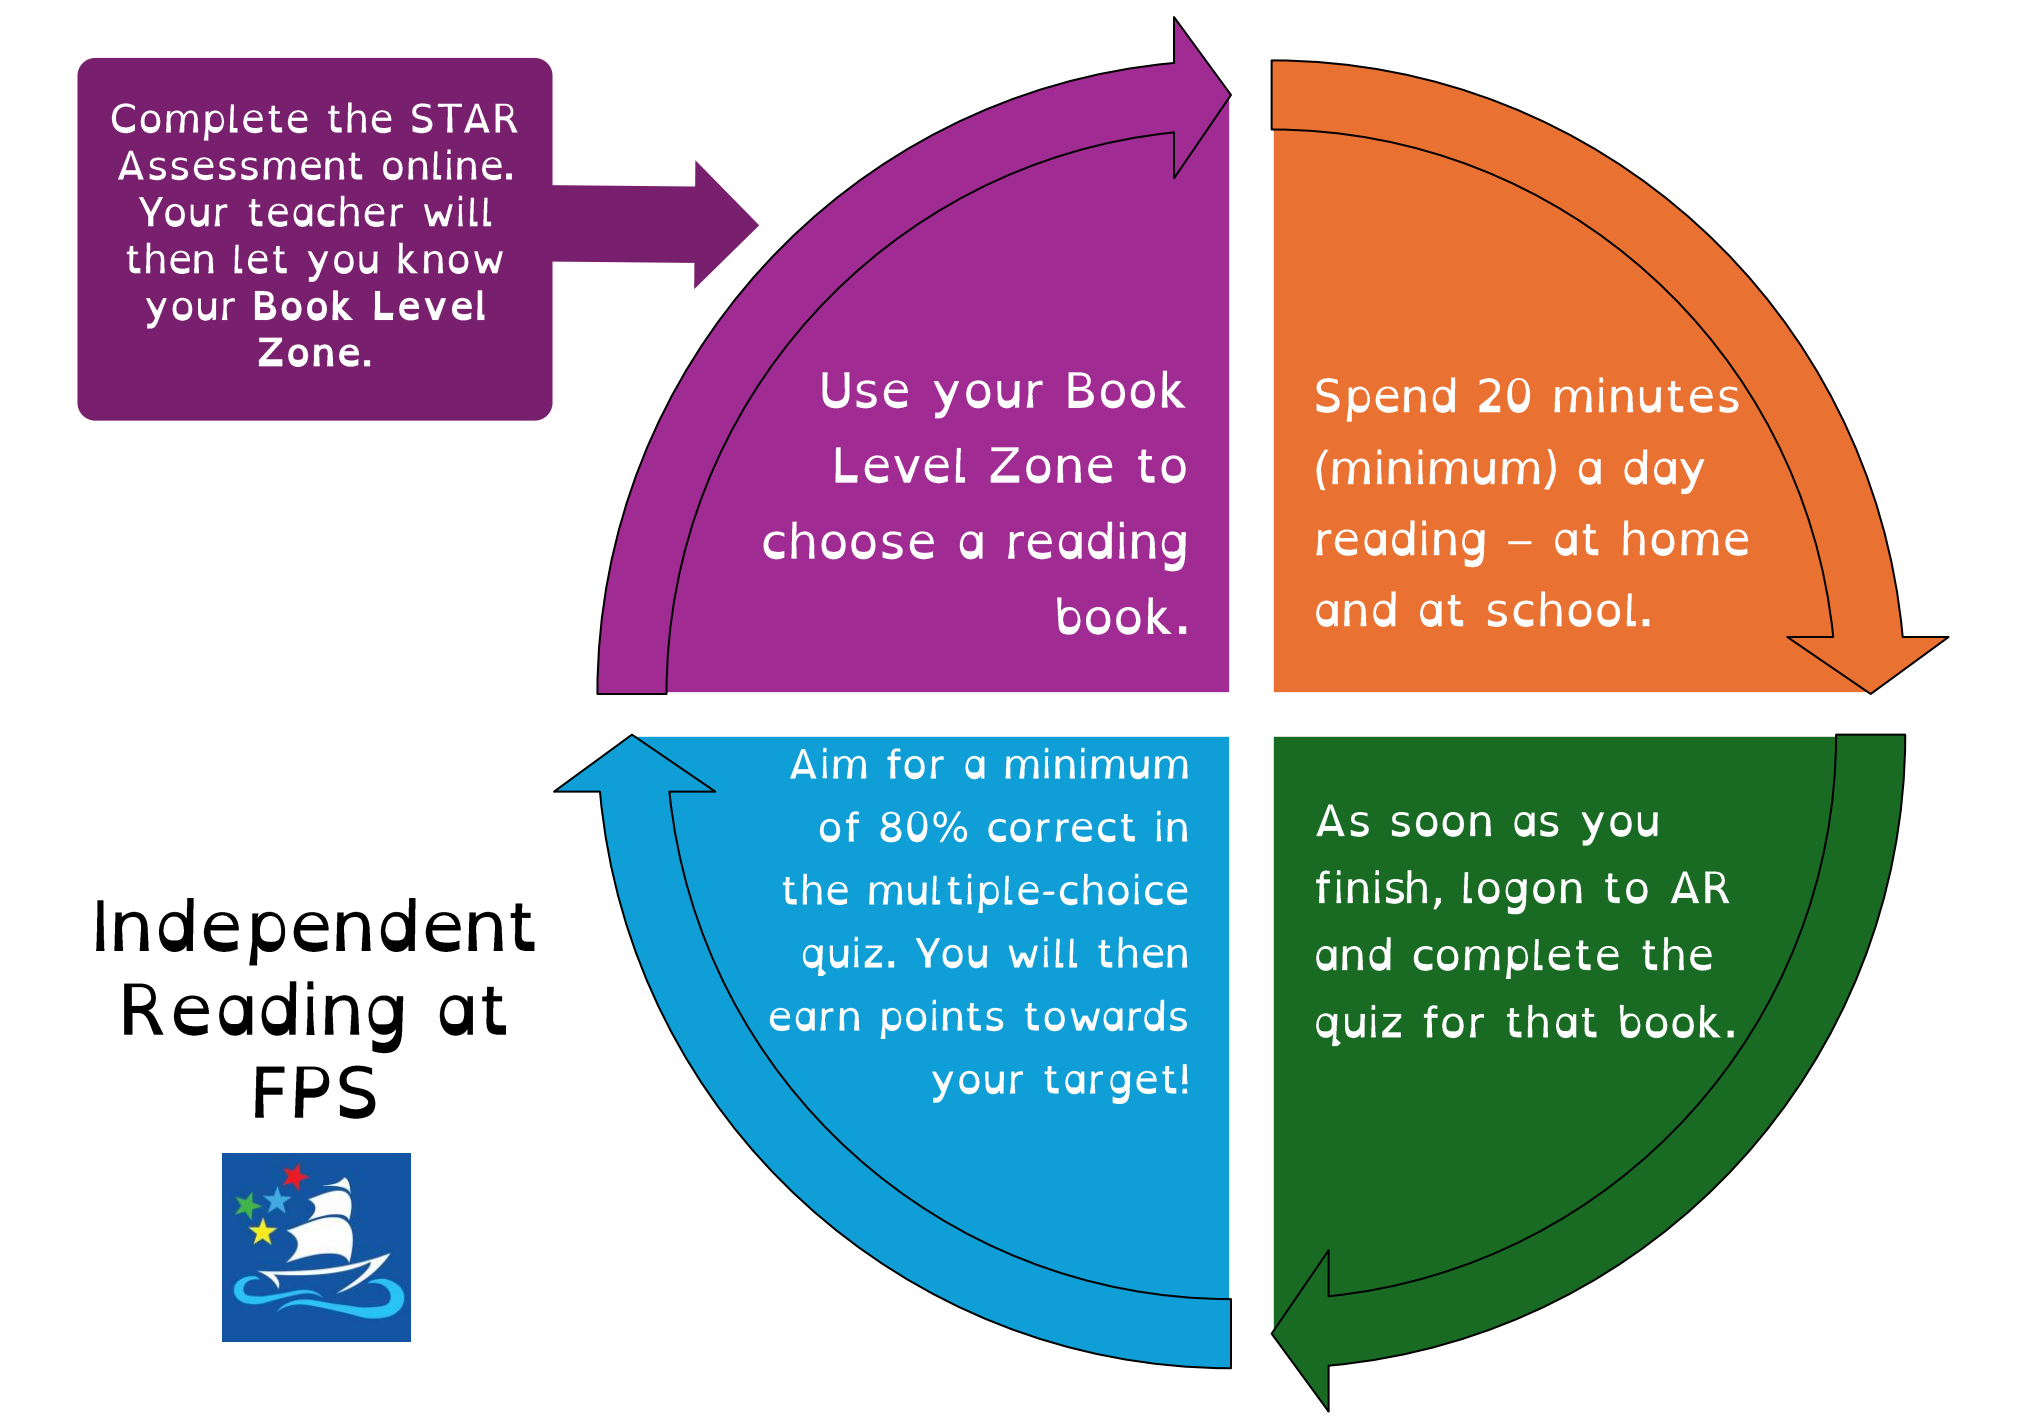 Complete the STAR
Assessment online.
Your teacher will
then let you know
your Book Level
Zone.
Use your Book
Level Zone to
choose a reading
book.
Spend 20 minutes
(minimum) a day
reading – at home
and at school.
As soon as you
finish, logon to AR
and complete the
quiz for that book.
Aim for a minimum
of 80% correct in
the multiple-choice
quiz. You will then
earn points towards
your target!
Independent
Reading at
FPS